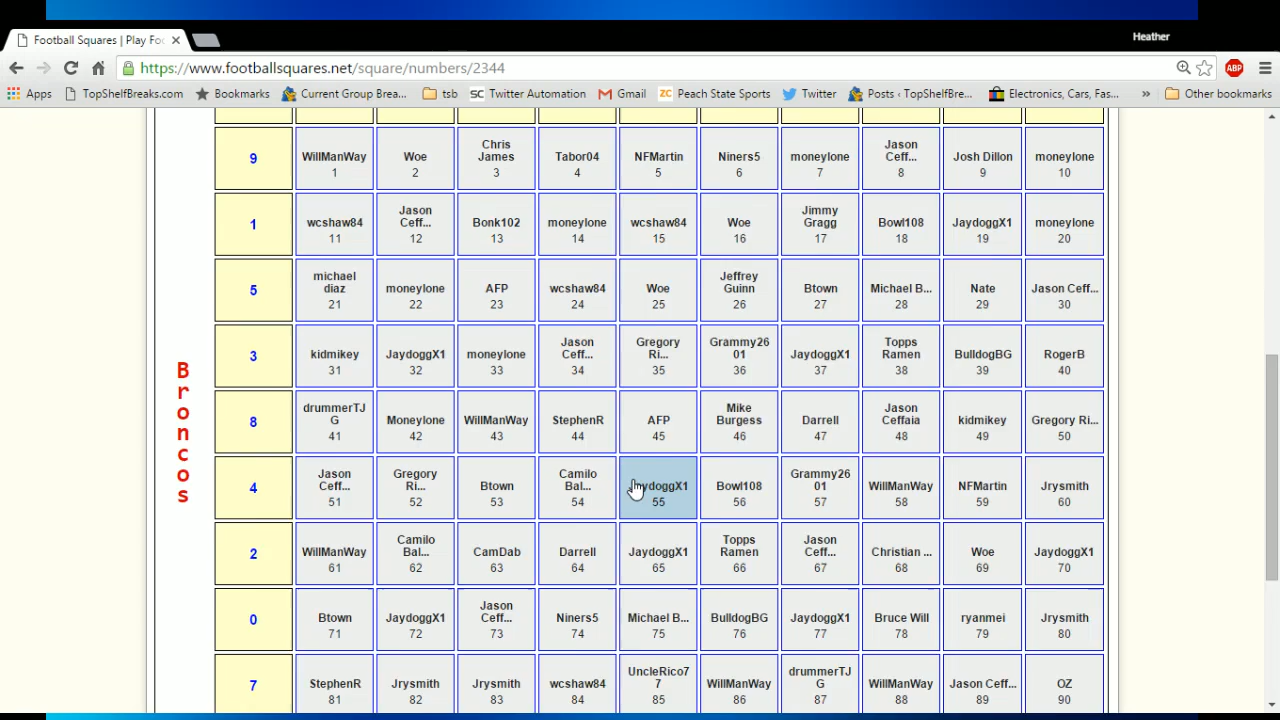 Heather
Football Squares | Play Fo
https://www.footballsquares.net/square/numbers/2344
ABP
Apps TopShelfBreaks.com Bookmarks Current Group Brea... tsb SC Twitter Automation Gmail ZC Peach State Sports Twitter Posts ‹ TopShelfBre... Electronics, Cars, Fas... » Other bookmarks
Broncos
9 WillManWay 1 Woe 2 Chris James 3 Tabor04 4 NFMartin 5 Niners5 6 moneylone 7 Jason Ceff... 8 Josh Dillon 9 moneylone 10
1 wcshaw84 11 Jason Ceff... 12 Bonk102 13 moneylone 14 wcshaw84 15 Woe 16 Jimmy Gragg 17 Bowl108 18 JaydoggX1 19 moneylone 20
5 michael diaz 21 moneylone 22 AFP 23 wcshaw84 24 Woe 25 Jeffrey Guinn 26 Btown 27 Michael B... 28 Nate 29 Jason Ceff... 30
3 kidmikey 31 JaydoggX1 32 moneylone 33 Jason Ceff... 34 Gregory Ri... 35 Grammy26 01 36 JaydoggX1 37 Topps Ramen 38 BulldogBG 39 RogerB 40
8 drummerTJ G 41 Moneylone 42 WillManWay 43 StephenR 44 AFP 45 Mike Burgess 46 Darrell 47 Jason Ceffaia 48 kidmikey 49 Gregory Ri... 50
4 Jason Ceff... 51 Gregory Ri... 52 Btown 53 Camilo Bal... 54 JaydoggX1 55 Bowl108 56 Grammy26 01 57 WillManWay 58 NFMartin 59 Jrysmith 60
2 WillManWay 61 Camilo Bal... 62 CamDab 63 Darrell 64 JaydoggX1 65 Topps Ramen 66 Jason Ceff... 67 Christian ... 68 Woe 69 JaydoggX1 70
0 Btown 71 JaydoggX1 72 Jason Ceff... 73 Niners5 74 Michael B... 75 BulldogBG 76 JaydoggX1 77 Bruce Will 78 ryanmei 79 Jrysmith 80
7 StephenR 81 Jrysmith 82 Jrysmith 83 wcshaw84 84 UncleRico7 7 85 WillManWay 86 drummerTJ G 87 WillManWay 88 Jason Ceff... 89 OZ 90